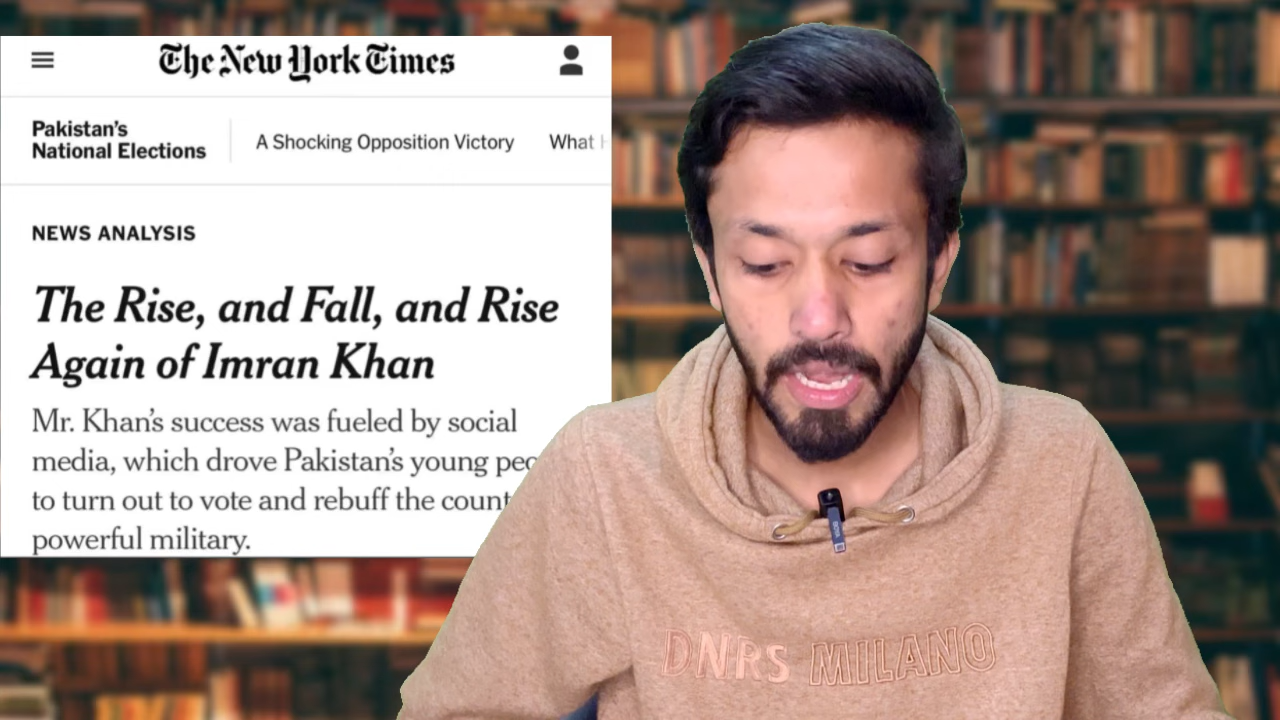 The New York Times
Pakistan's
National Elections
A Shocking Opposition Victory
What
NEWS ANALYSIS
The Rise, and Fall, and Rise
Again of Imran Khan
Mr. Khan's success was fueled by social
media, which drove Pakistan's young
to turn out to vote and rebuff the
powerful military.
DNRS MILANO